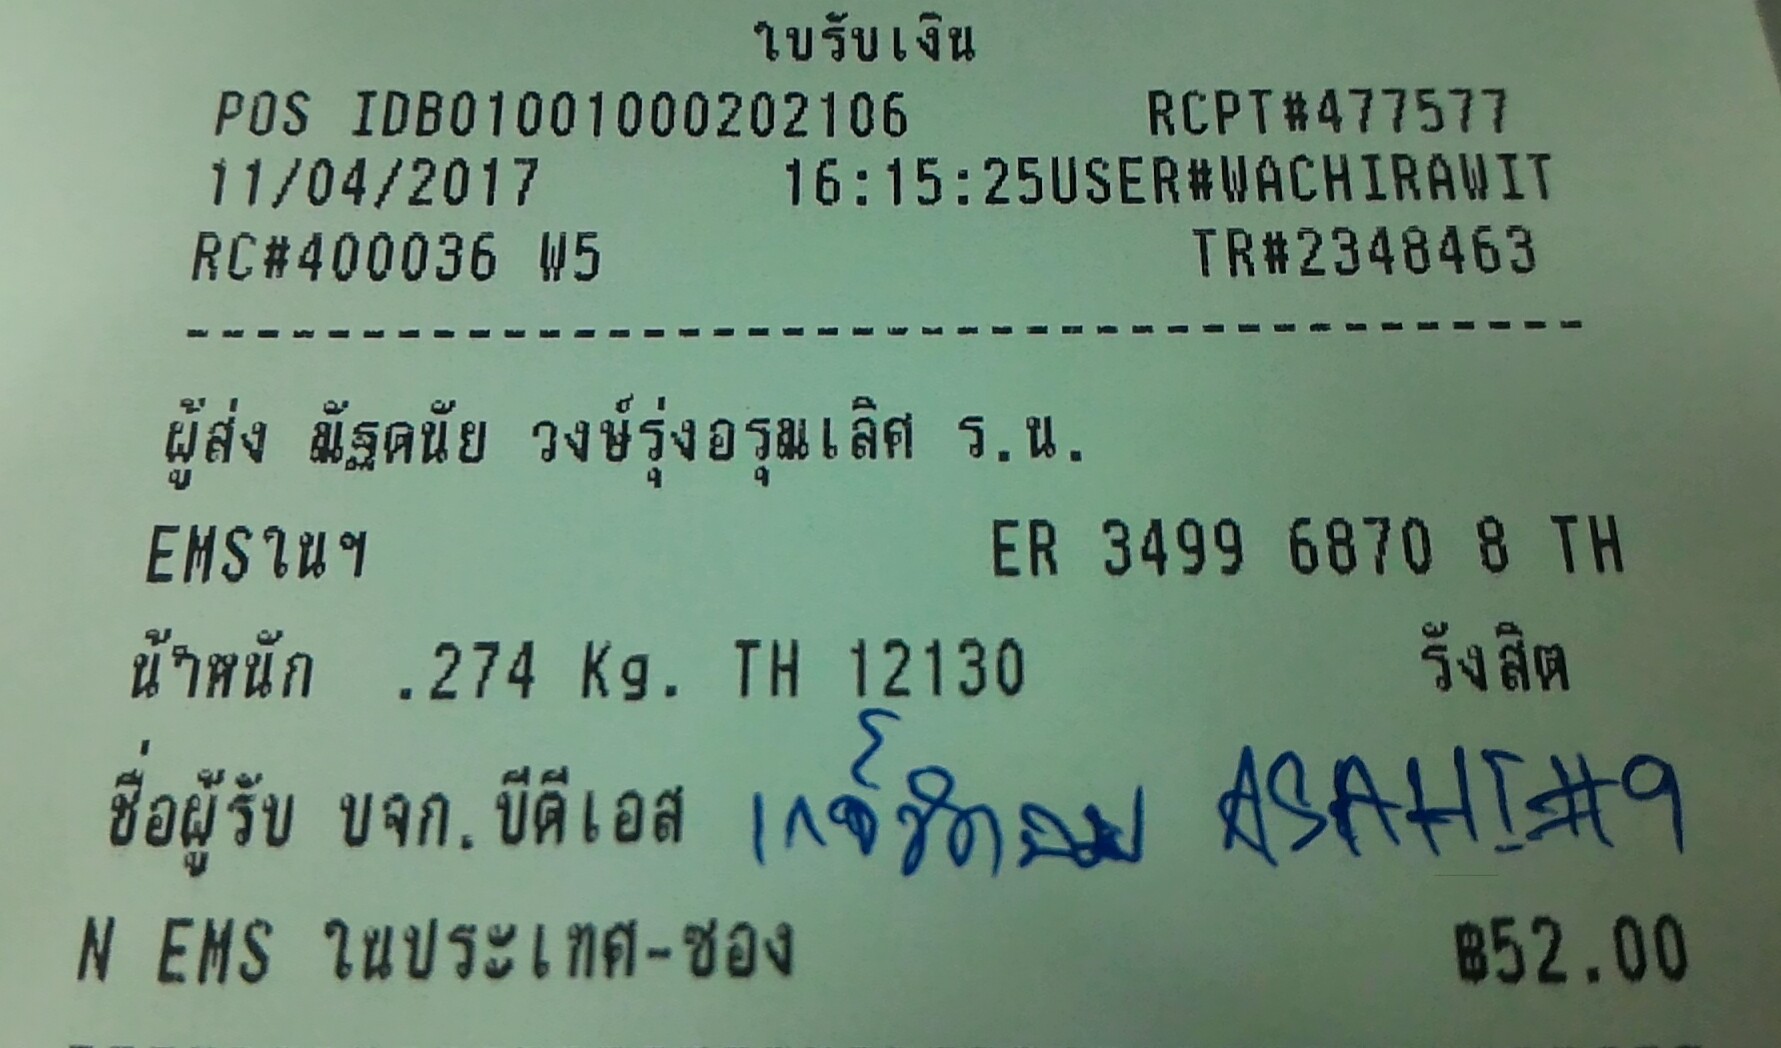 ใบรับเงิน
POS IDB01001000202106 RCPT#477577
11/04/2017 16:15:25USER#WACHIRAWIT
RC#400036 W5 TR#2348463
ผู้ส่ง มัฐดนัย วงษ์รุ่งอรุมเลิศ ร.น.
EMSในฯ ER 3499 6870 8 TH
น้ำหนัก .274 Kg. TH 12130 รังสิต
ชื่อผู้รับ บจก.บีดีเอส ASAHI#9
N EMS ในประเทศ-ซอง ฿52.00